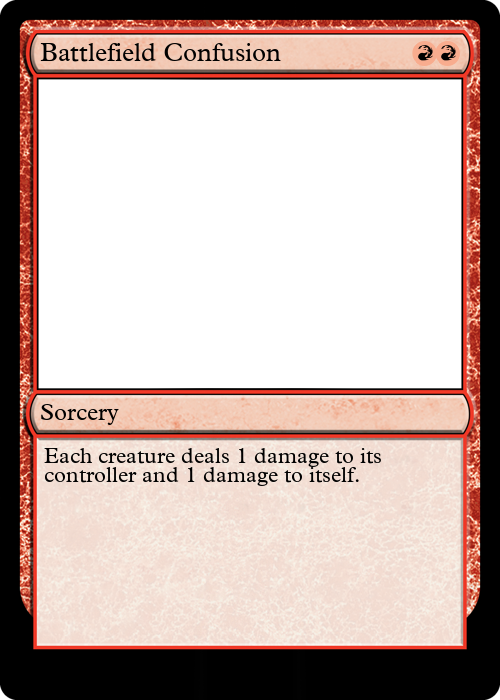 Battlefield Confusion
Sorcery
Each creature deals 1 damage to its
controller and 1 damage to itself.